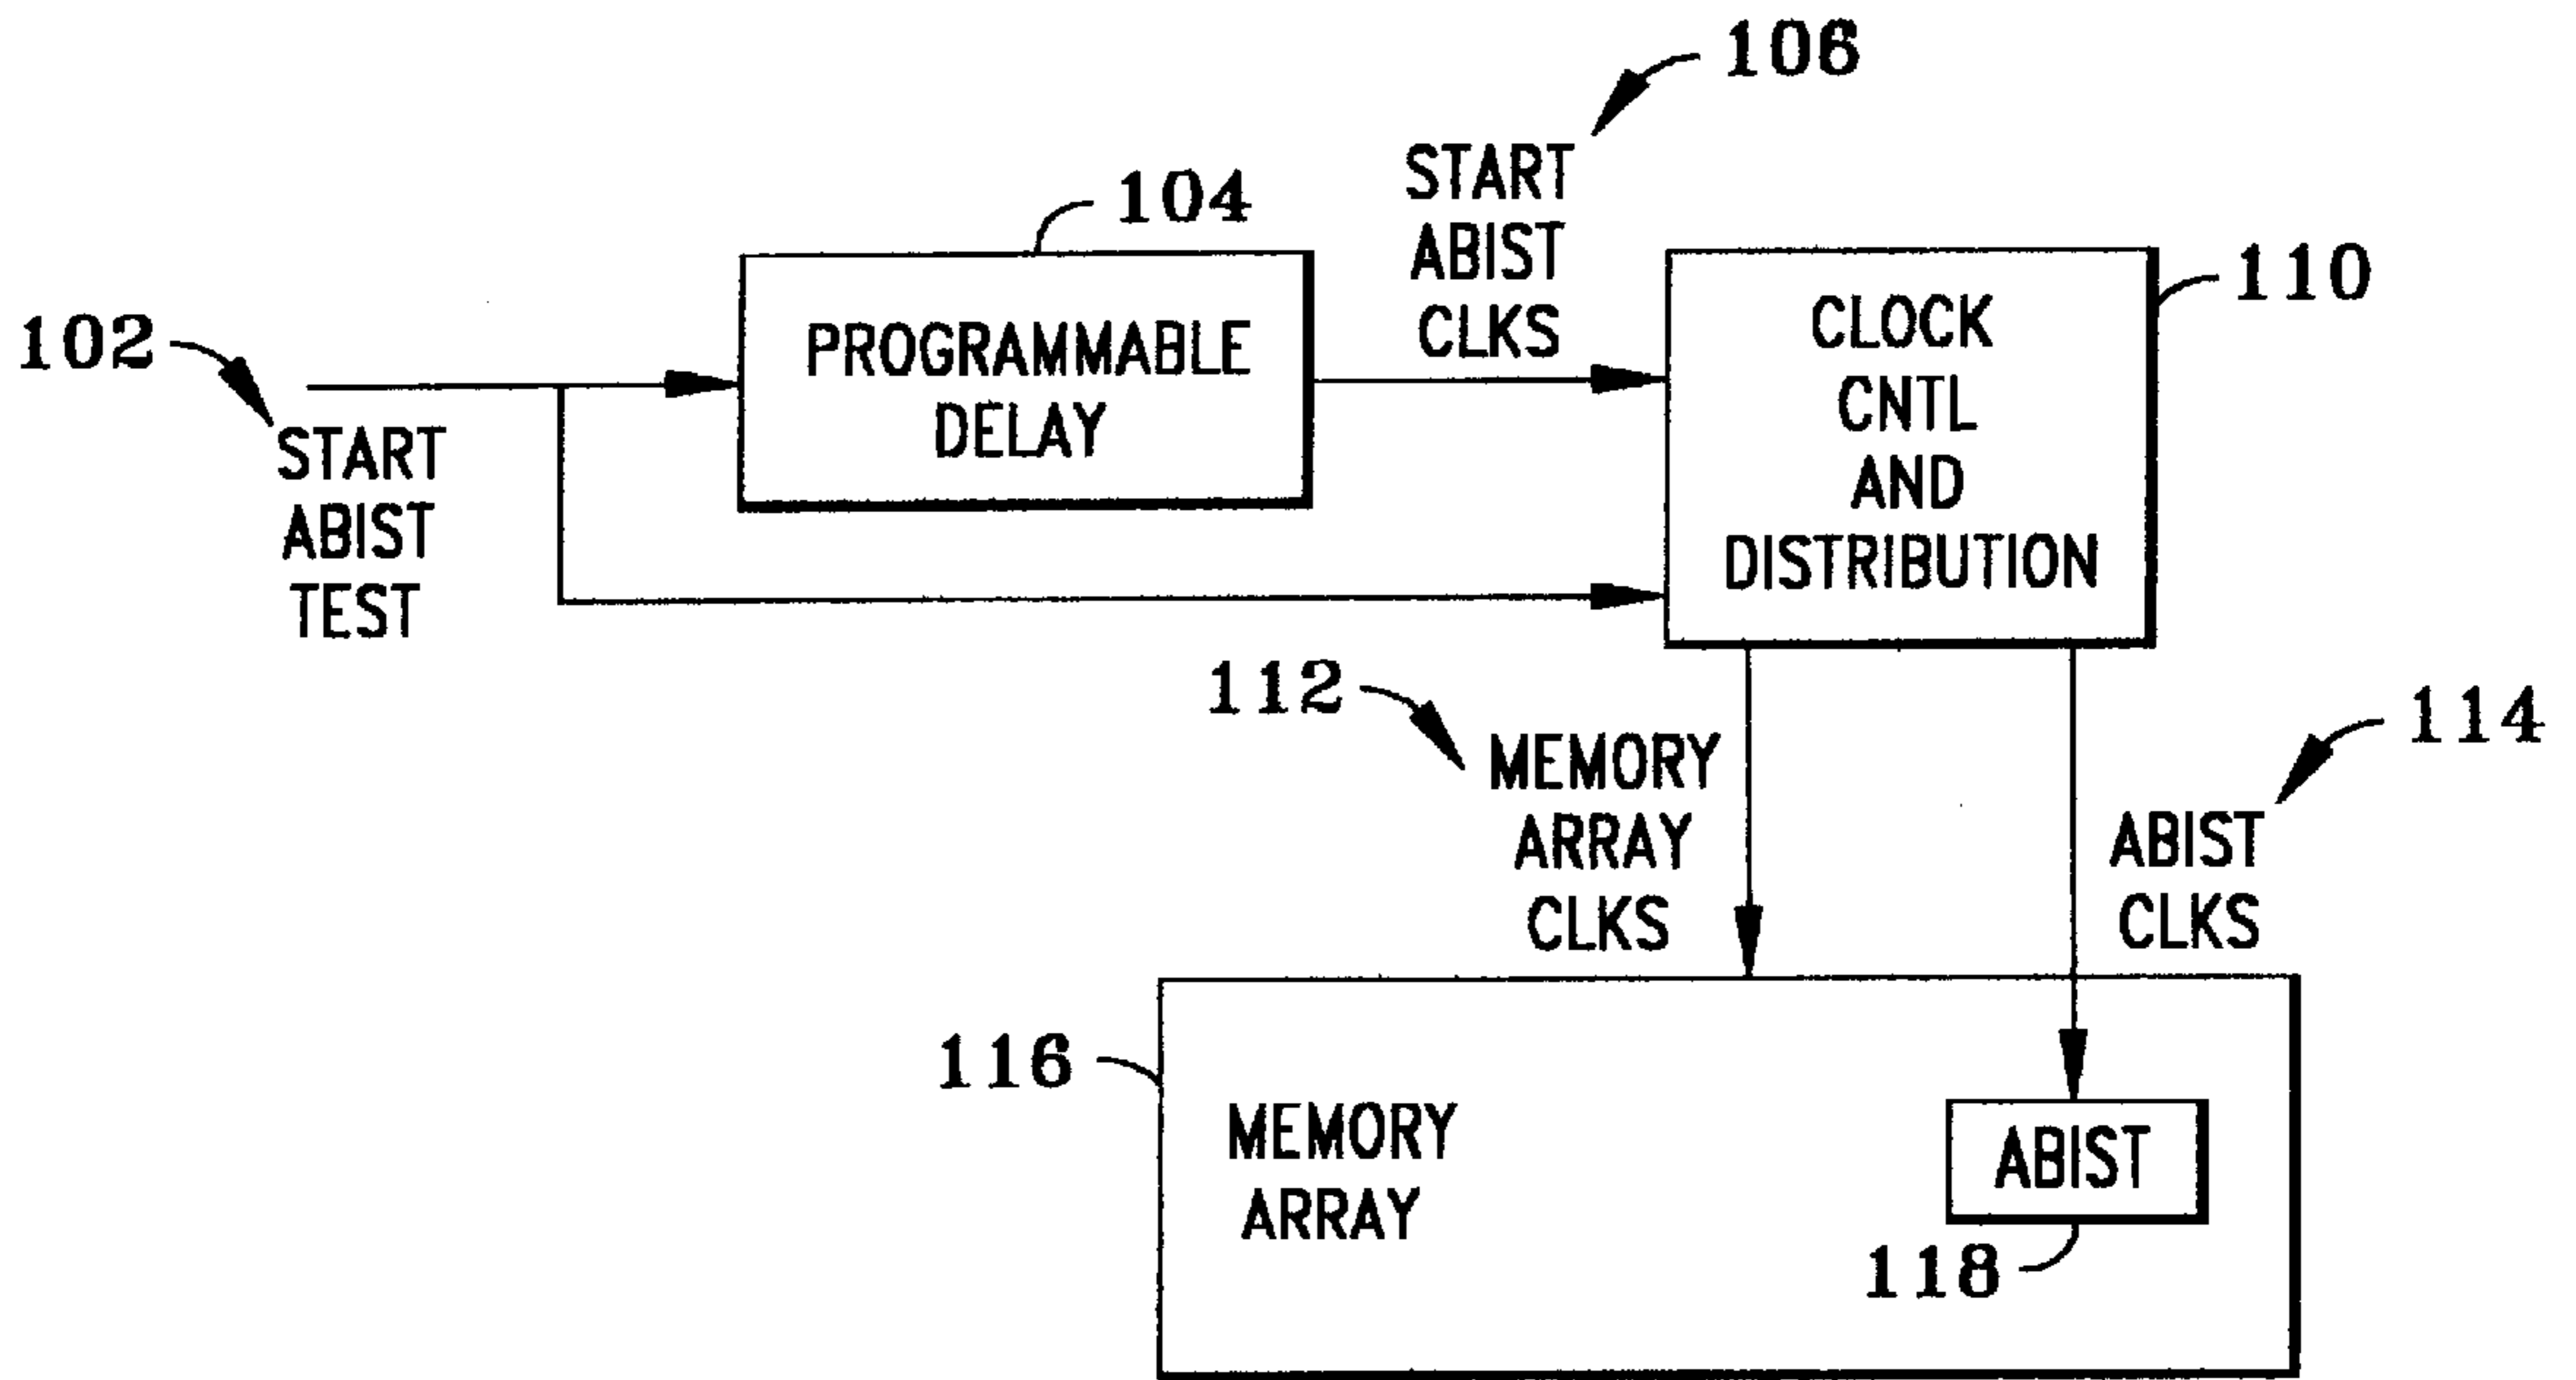 106
104
START
ABIST
CLKS
110
102
PROGRAMMABLE
DELAY
CLOCK
CNTL
AND
DISTRIBUTION
START
ABIST
TEST
112
MEMORY
ARRAY
CLKS
114
ABIST
CLKS
116
MEMORY
ARRAY
ABIST
118